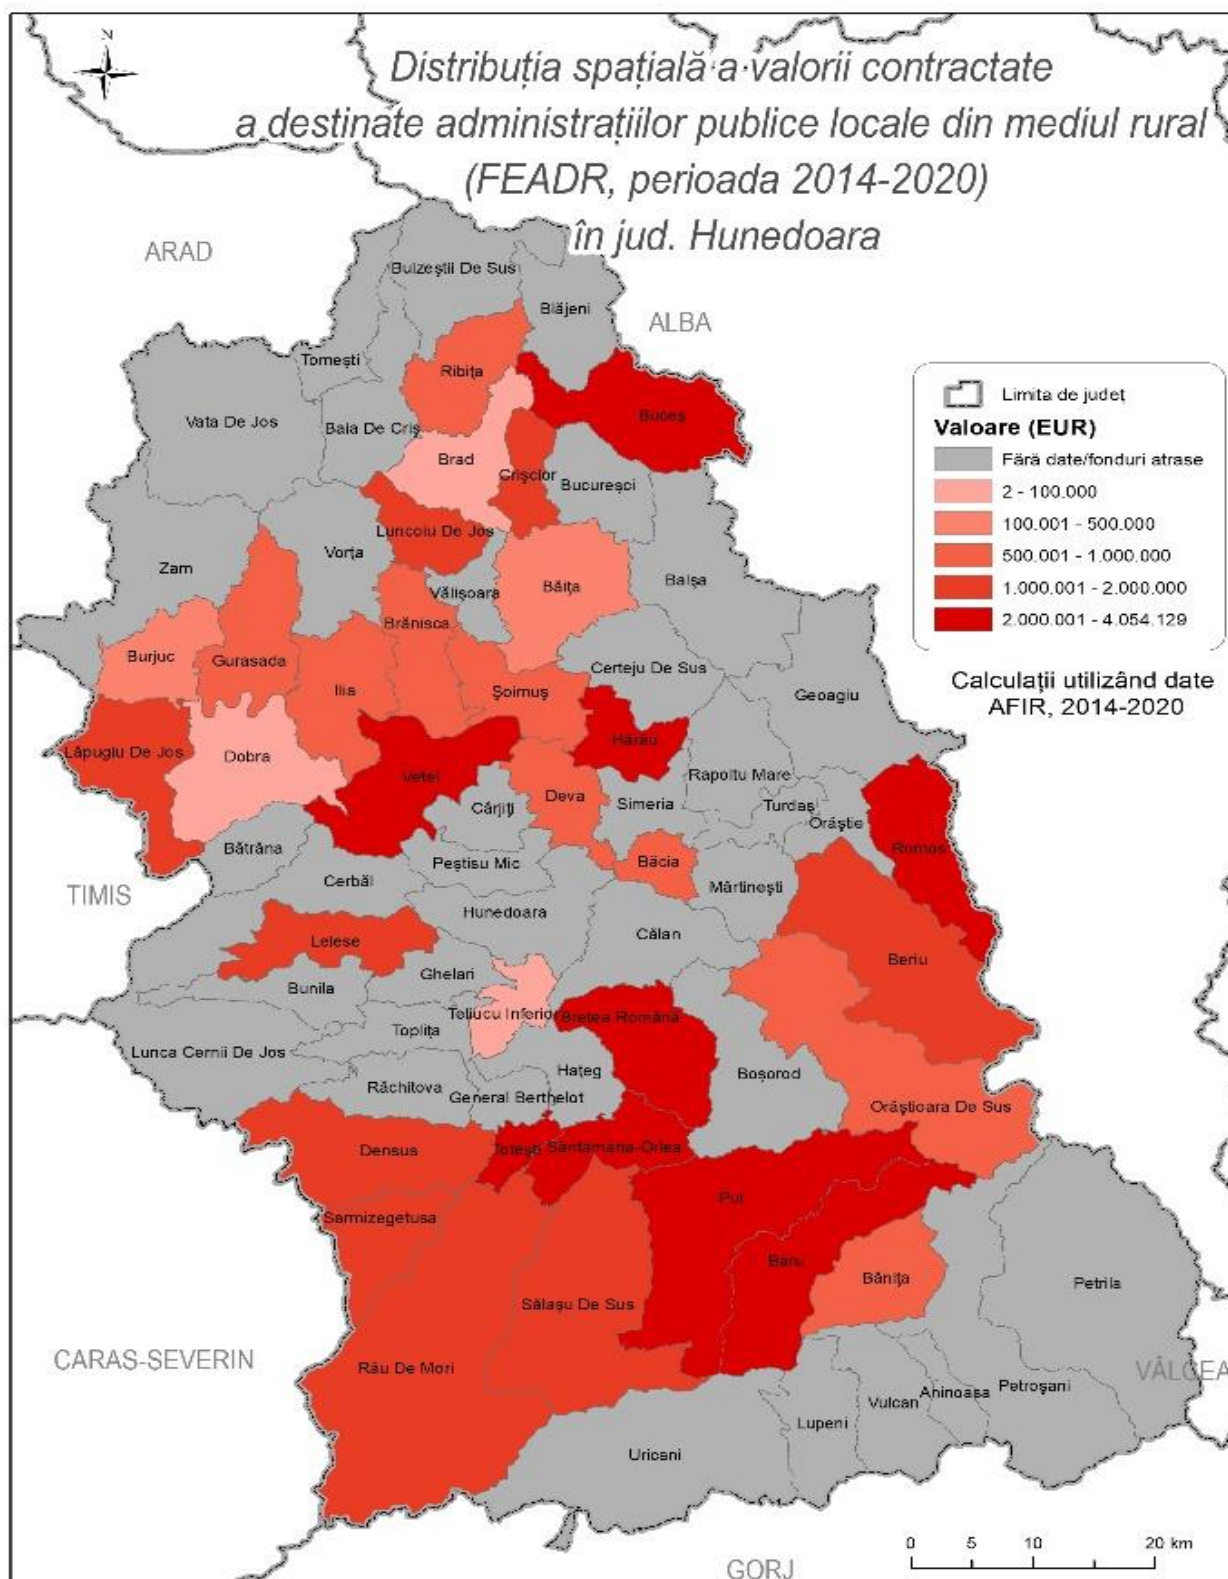 N
Distribuția spațială a valorii contractate
a destinate administrațiilor publice locale din mediul rural
(FEADR, perioada 2014-2020)
în jud. Hunedoara
ARAD
Bulzeștii De Sus
Blăjeni
ALBA
Tomești
Ribița
Limita de județ
Buceș
Vata De Jos
Baia De Criș
Valoare (EUR)
Brad
Fără date/fonduri atrase
Crișcior
Bucureșci
2 - 100.000
Luncoiu De Jos
100.001 - 500.000
Vorța
500.001 - 1.000.000
Zam
Balșa
Vălișoara
Băița
1.000.001 - 2.000.000
Brănișca
2.000.001 - 4.054.129
Burjuc
Gurasada
Certeju De Sus
Ilia
Șoimuș
Geoagiu
Calculații utilizând date
AFIR, 2014-2020
Hărău
Lăpugiu De Jos
Dobra
Rapoltu Mare
Vețel
Deva
Simeria
Cârjiți
Turdaș
Orăștie
Bătrâna
Romos
Peștișu Mic
Băcia
Cerbăl
Mărtinești
TIMIS
Hunedoara
Călan
Lelese
Beriu
Ghelari
Bunila
Teliucu Inferior
Bretea Română
Toplița
Lunca Cernii De Jos
Hațeg
Boșorod
Răchitova
General Berthelot
Orăștioara De Sus
Densuș
Totești
Sântămăria-Orlea
Pui
Sarmizegetusa
Baru
Bănița
Petrila
Sălașu De Sus
CARAS-SEVERIN
Râu De Mori
VÂLCEA
Aninoasa
Petroșani
Vulcan
Lupeni
Uricani
0 5 10 20 km
GORJ